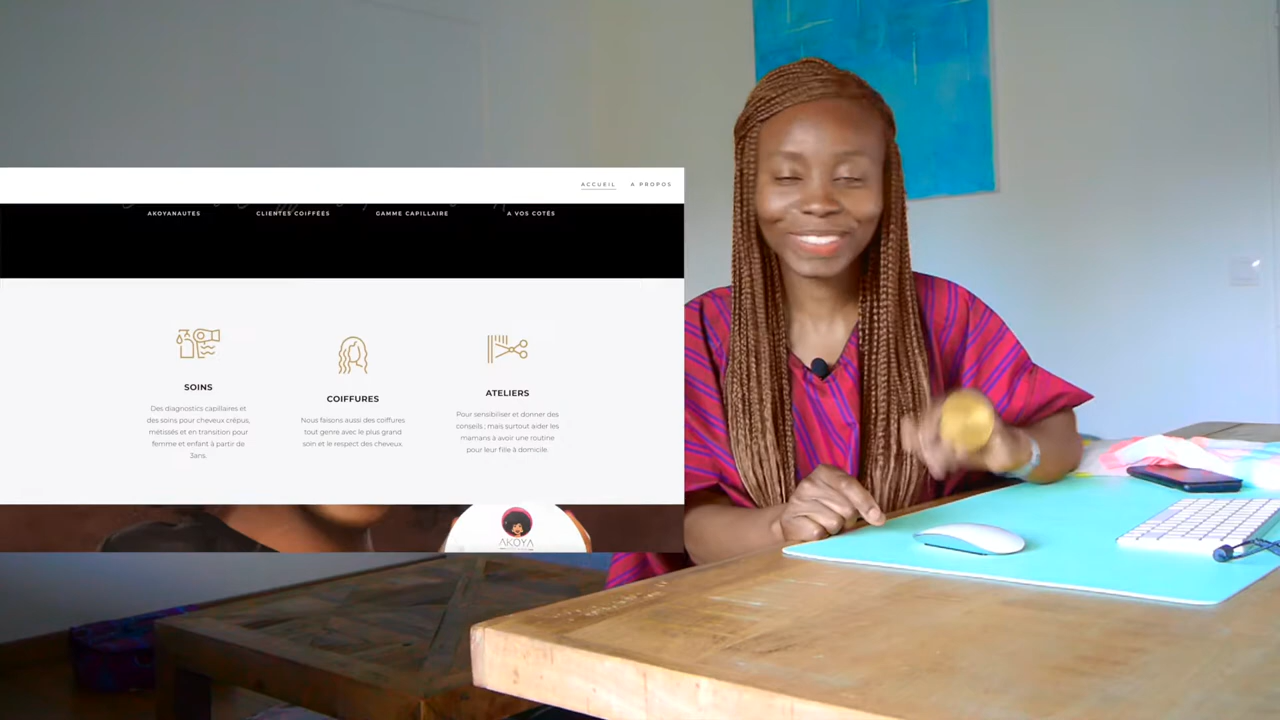 ACCUEIL A PROPOS
AKOYANAUTES CLIENTES COIFFÉES GAMME CAPILLAIRE A VOS COTÉS
SOINS
Des diagnostics capillaires et
des soins pour cheveux crépus,
métissés et en transition pour
femme et enfant à partir de
3ans.
COIFFURES
Nous faisons aussi des coiffures
tout genre avec le plus grand
soin et le respect des cheveux.
ATELIERS
Pour sensibiliser et donner des
conseils ; mais surtout aider les
mamans à avoir une routine
pour leur fille à domicile.
AKOYA